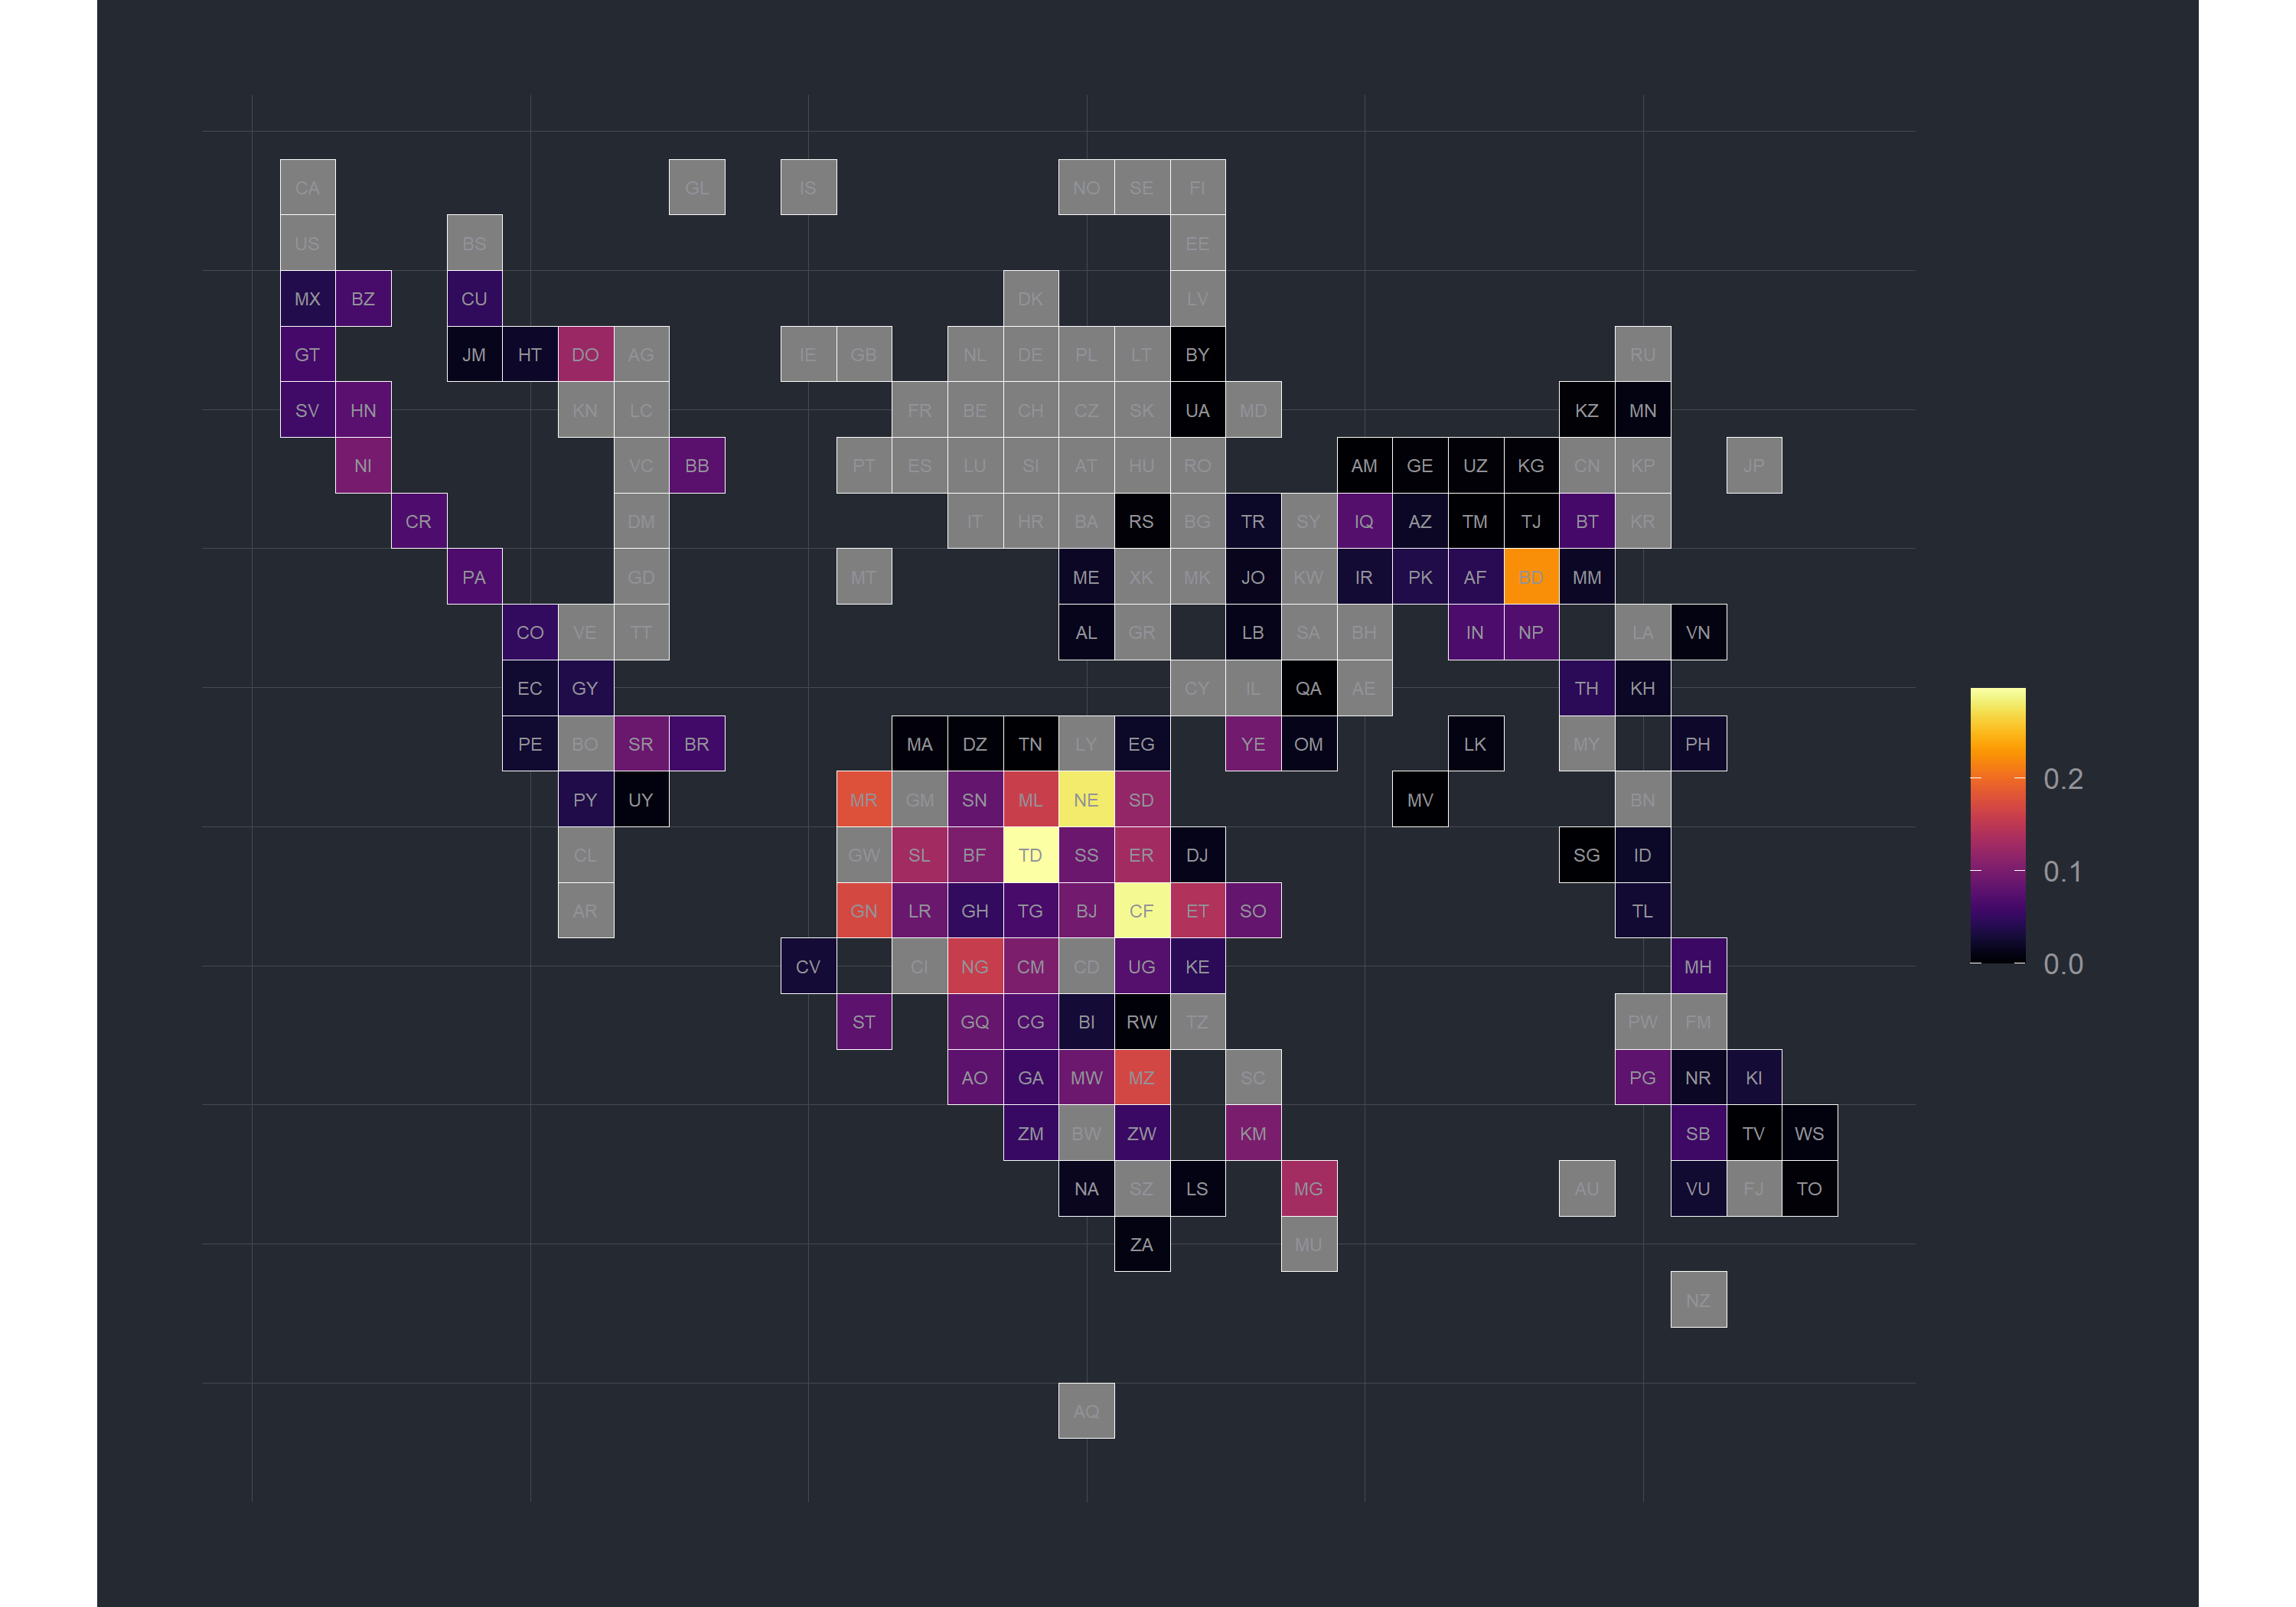 CA GL IS NO SE FI
US BS EE
MX BZ CU DK LV
GT JM HT DO AG IE GB NL DE PL LT BY RU
SV HN KN LC FR BE CH CZ SK UA MD KZ MN
NI VC BB PT ES LU SI AT HU RO AM GE UZ KG CN KP JP
CR DM IT HR BA RS BG TR SY IQ AZ TM TJ BT KR
PA GD MT ME XK MK JO KW IR PK AF BD MM
CO VE TT AL GR LB SA BH IN NP LA VN
EC GY CY IL QA AE TH KH
PE BO SR BR MA DZ TN LY EG YE OM LK MY PH
PY UY MR GM SN ML NE SD MV BN
CL GW SL BF TD SS ER DJ SG ID
AR GN LR GH TG BJ CF ET SO TL
CV CI NG CM CD UG KE MH
ST GQ CG BI RW TZ PW FM
AO GA MW MZ SC PG NR KI
ZM BW ZW KM SB TV WS
NA SZ LS MG AU VU FJ TO
ZA MU
NZ
AQ
0.2
0.1
0.0